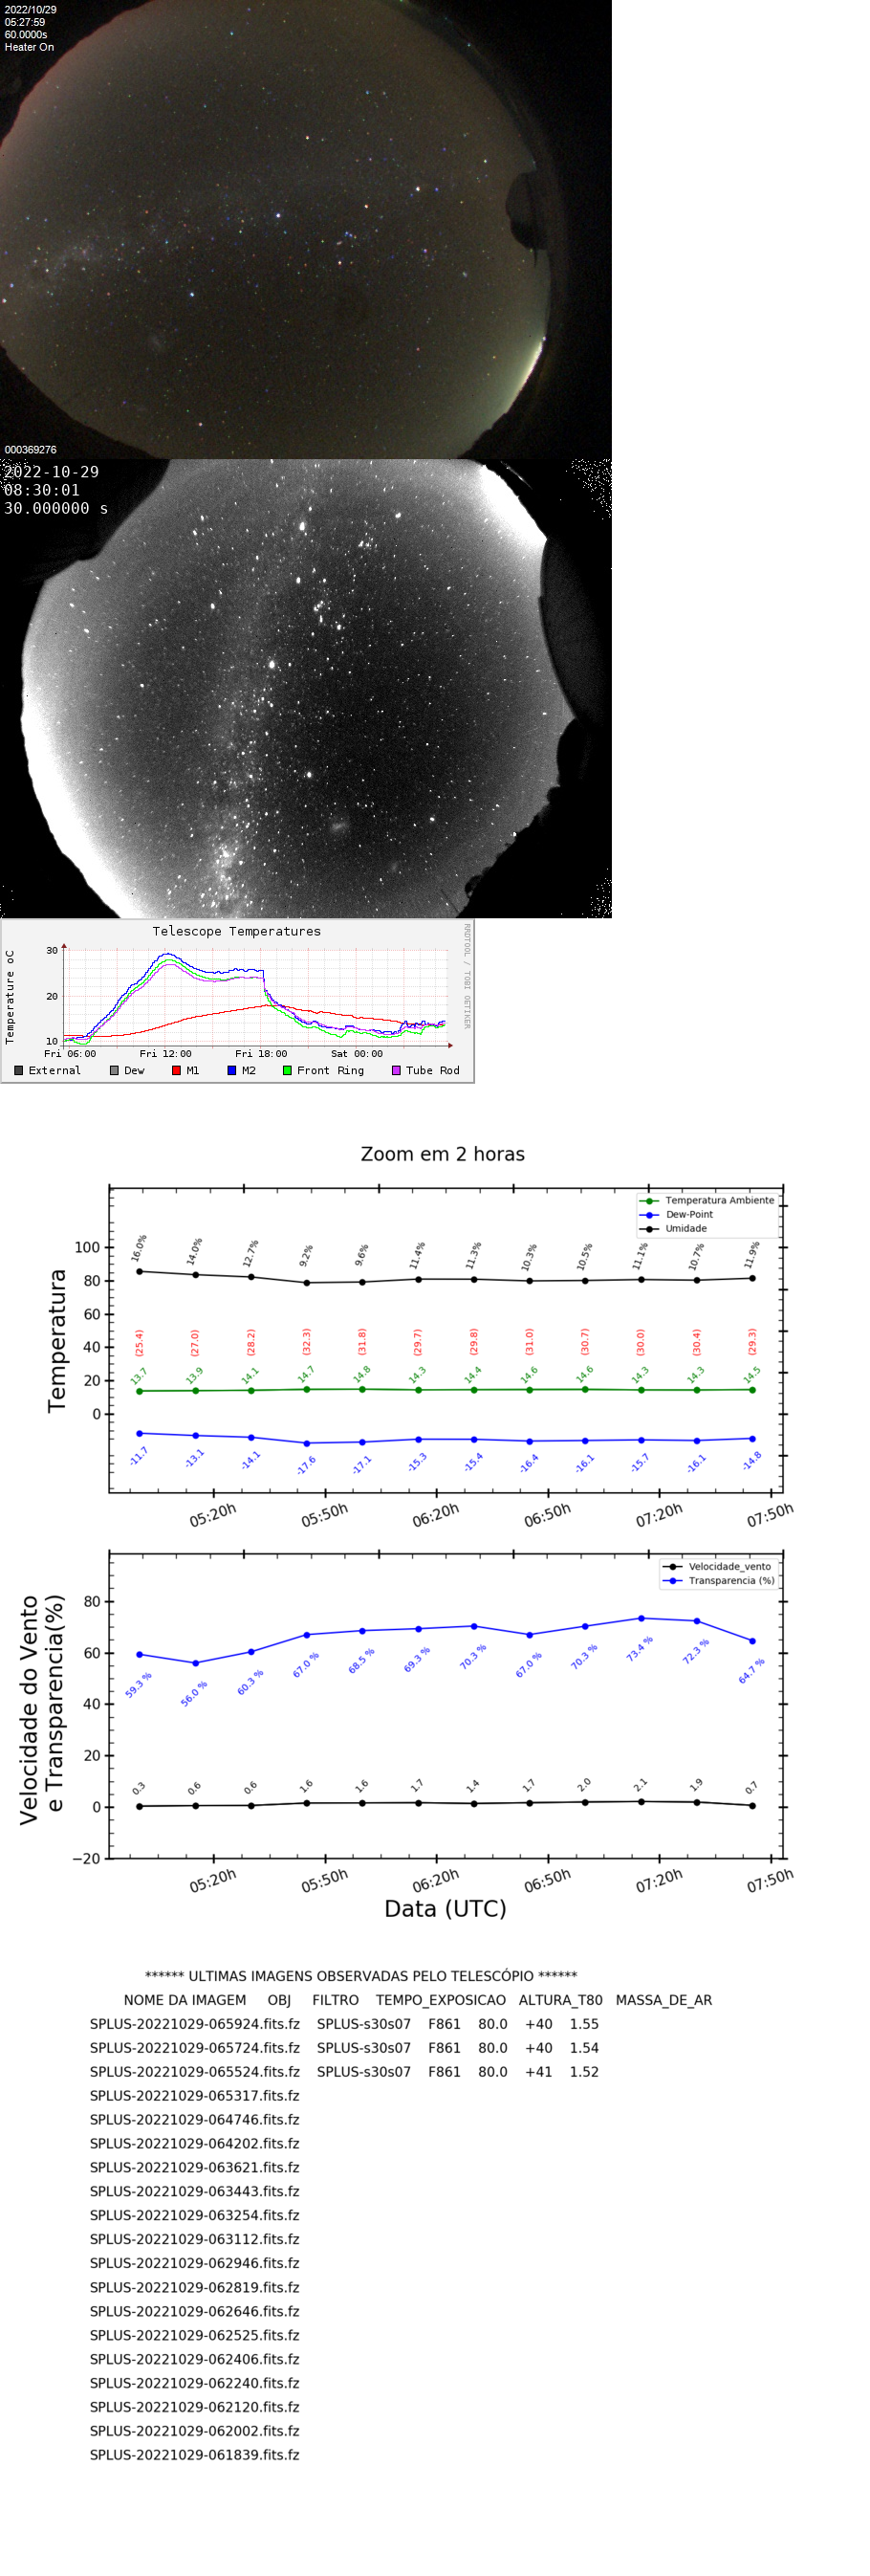 2022/10/29
05:27:59
60.0000s
Heater On
000369276
2022-10-29
08:30:01
30.000000 s
Telescope Temperatures
RRDTOOL / TOBI OETIKER
Temperature oC
30
20
10
Fri 06:00 Fri 12:00 Fri 18:00 Sat 00:00
External Dew M1 M2 Front Ring Tube Rod
Zoom em 2 horas
Temperatura Ambiente
Dew-Point
Umidade
Temperatura
100
80
60
40
20
0
16.0% 14.0% 12.7% 9.2% 9.6% 11.4% 11.3% 10.3% 10.5% 11.1% 10.7% 11.9%
(25.4) (27.0) (28.2) (32.3) (31.8) (29.7) (29.8) (31.0) (30.7) (30.0) (30.4) (29.3)
13.7 13.9 14.1 14.7 14.8 14.3 14.4 14.6 14.6 14.3 14.3 14.5
-11.7 -13.1 -14.1 -17.6 -17.1 -15.3 -15.4 -16.4 -16.1 -15.7 -16.1 -14.8
05:20h 05:50h 06:20h 06:50h 07:20h 07:50h
Velocidade_vento
Transparencia (%)
Velocidade do Vento
e Transparencia(%)
80
60
40
20
0
−20
59.3 % 56.0 % 60.3 % 67.0 % 68.5 % 69.3 % 70.3 % 67.0 % 70.3 % 73.4 % 72.3 % 64.7 %
0.3 0.6 0.6 1.6 1.6 1.7 1.4 1.7 2.0 2.1 1.9 0.7
05:20h 05:50h 06:20h 06:50h 07:20h 07:50h
Data (UTC)
****** ULTIMAS IMAGENS OBSERVADAS PELO TELESCÓPIO ******
NOME DA IMAGEM OBJ FILTRO TEMPO_EXPOSICAO ALTURA_T80 MASSA_DE_AR
SPLUS-20221029-065924.fits.fz SPLUS-s30s07 F861 80.0 +40 1.55
SPLUS-20221029-065724.fits.fz SPLUS-s30s07 F861 80.0 +40 1.54
SPLUS-20221029-065524.fits.fz SPLUS-s30s07 F861 80.0 +41 1.52
SPLUS-20221029-065317.fits.fz
SPLUS-20221029-064746.fits.fz
SPLUS-20221029-064202.fits.fz
SPLUS-20221029-063621.fits.fz
SPLUS-20221029-063443.fits.fz
SPLUS-20221029-063254.fits.fz
SPLUS-20221029-063112.fits.fz
SPLUS-20221029-062946.fits.fz
SPLUS-20221029-062819.fits.fz
SPLUS-20221029-062646.fits.fz
SPLUS-20221029-062525.fits.fz
SPLUS-20221029-062406.fits.fz
SPLUS-20221029-062240.fits.fz
SPLUS-20221029-062120.fits.fz
SPLUS-20221029-062002.fits.fz
SPLUS-20221029-061839.fits.fz